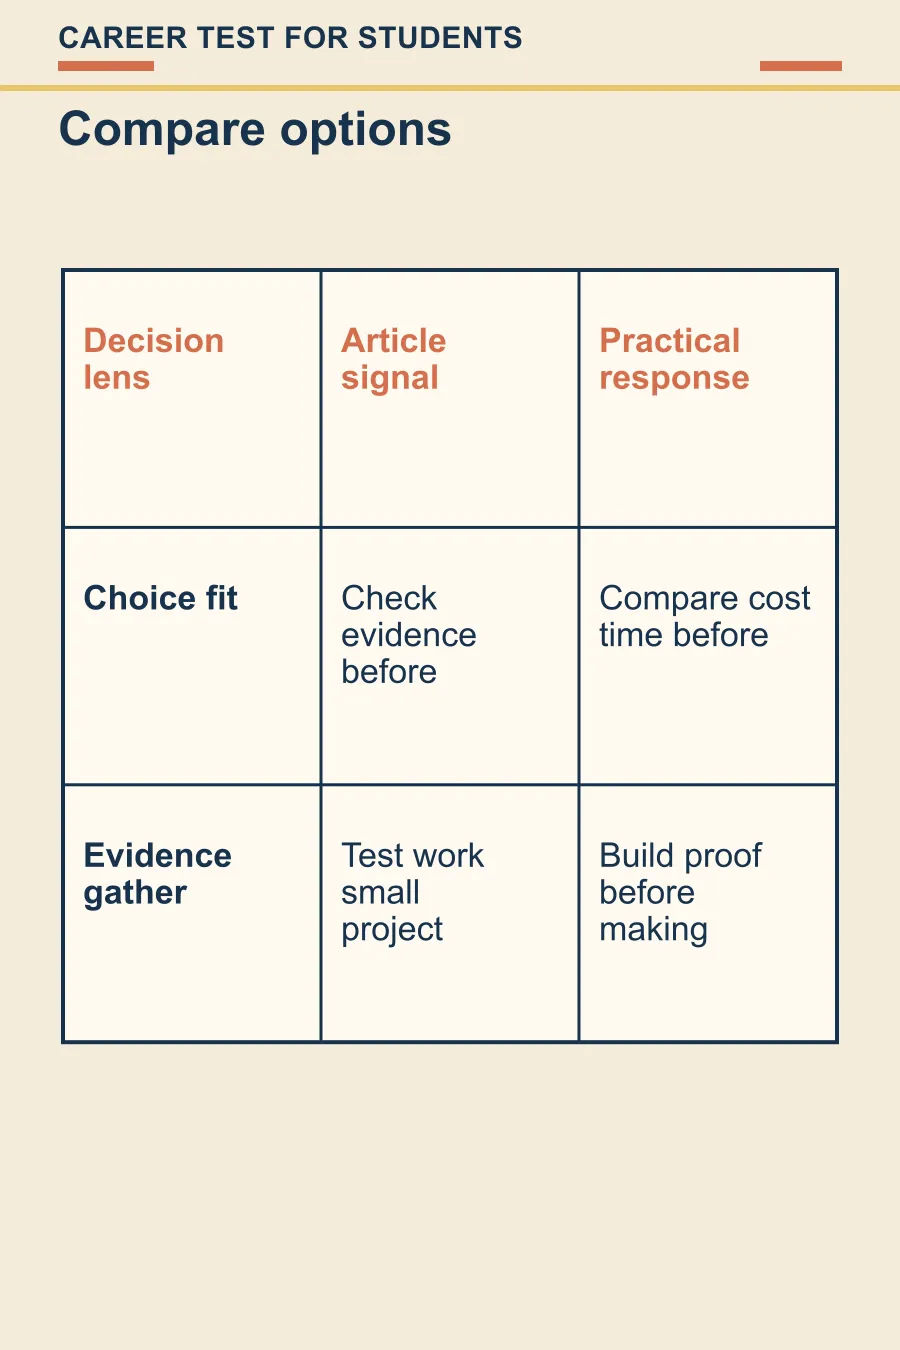 CAREER TEST FOR STUDENTS
Compare options
Decision
lens
Article
signal
Practical
response
Choice fit
Check
evidence
before
Compare cost
time before
Evidence
gather
Test work
small
project
Build proof
before
making